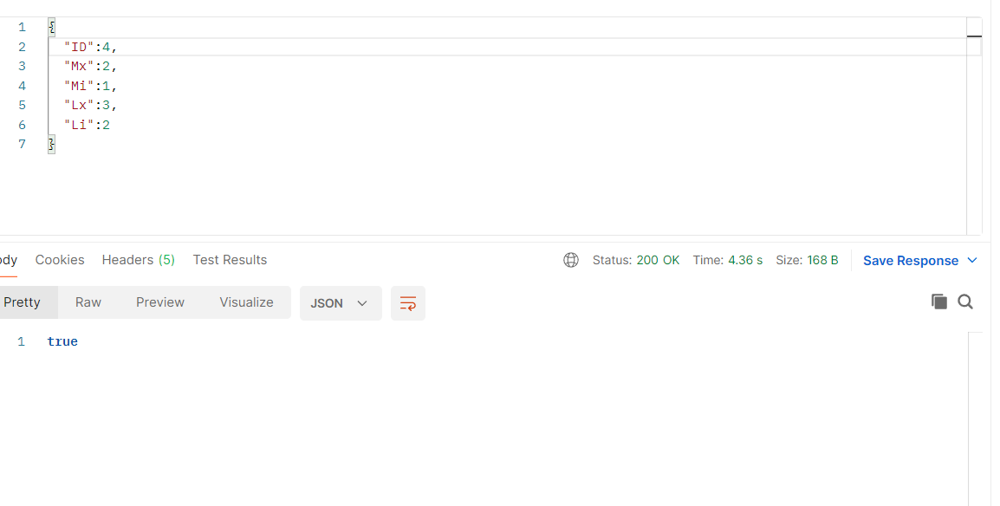 1 {
2 "ID":4,
3 "Mx":2,
4 "Mi":1,
5 "Lx":3,
6 "Li":2
7 }
ody Cookies Headers (5) Test Results Status: 200 OK Time: 4.36 s Size: 168 B Save Response
Pretty Raw Preview Visualize JSON
1 true